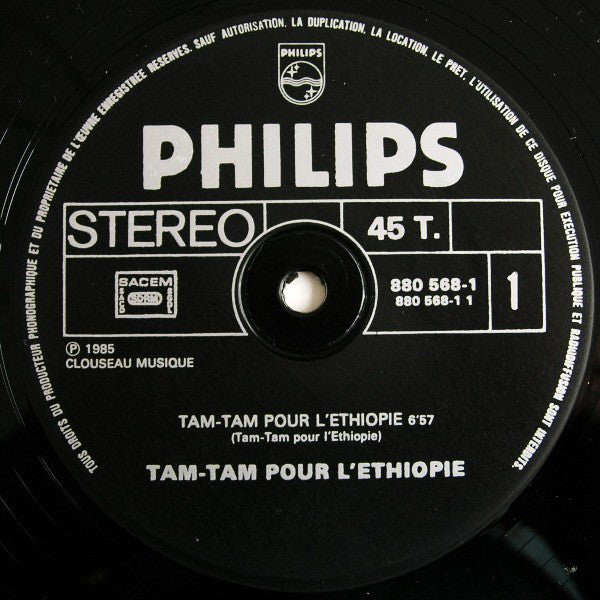 TOUS DROITS DU PRODUCTEUR PHONOGRAPHIQUE ET DU PROPRIETAIRE DE L'ŒUVRE ENREGISTREE RESERVES. SAUF AUTORISATION. LA DUPLICATION. LA LOCATION. LE PRET. L'UTILISATION DE CE DISQUE POUR EXECUTION PUBLIQUE ET RADIODIFFUSION SONT INTERDITS.
PHILIPS
PHILIPS
STEREO
45 T.
SACEM
SACD
SDRM
SGDL
880 568-1
880 568-1 1
1
℗ 1985
CLOUSEAU MUSIQUE
TAM-TAM POUR L'ETHIOPIE 6'57
(Tam-Tam pour l'Ethiopie)
TAM-TAM POUR L'ETHIOPIE